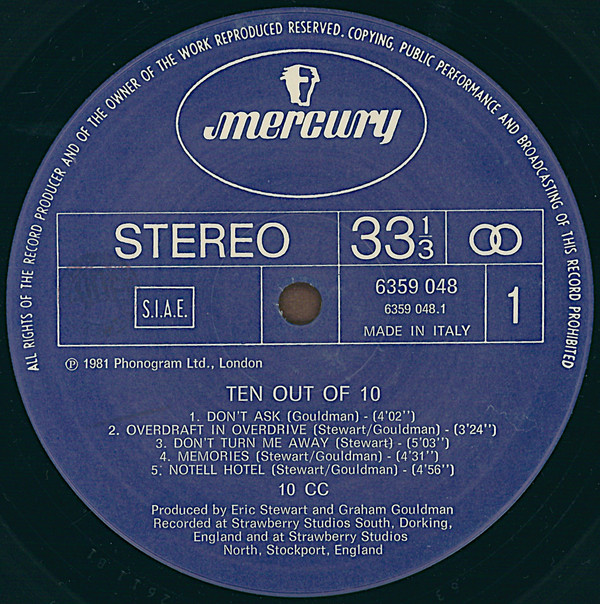 ALL RIGHTS OF THE RECORD PRODUCER AND OF THE OWNER OF THE WORK REPRODUCED RESERVED. COPYING, PUBLIC PERFORMANCE AND BROADCASTING OF THIS RECORD PROHIBITED
mercury
STEREO
33 1/3
6359 048
6359 048.1
MADE IN ITALY
1
S.I.A.E.
℗ 1981 Phonogram Ltd., London
TEN OUT OF 10
1. DON'T ASK (Gouldman) - (4'02'')
2. OVERDRAFT IN OVERDRIVE (Stewart/Gouldman) - (3'24'')
3. DON'T TURN ME AWAY (Stewart) - (5'03'')
4. MEMORIES (Stewart/Gouldman) - (4'31'')
5. NOTELL HOTEL (Stewart/Gouldman) - (4'56'')
10 CC
Produced by Eric Stewart and Graham Gouldman
Recorded at Strawberry Studios South, Dorking,
England and at Strawberry Studios
North, Stockport, England